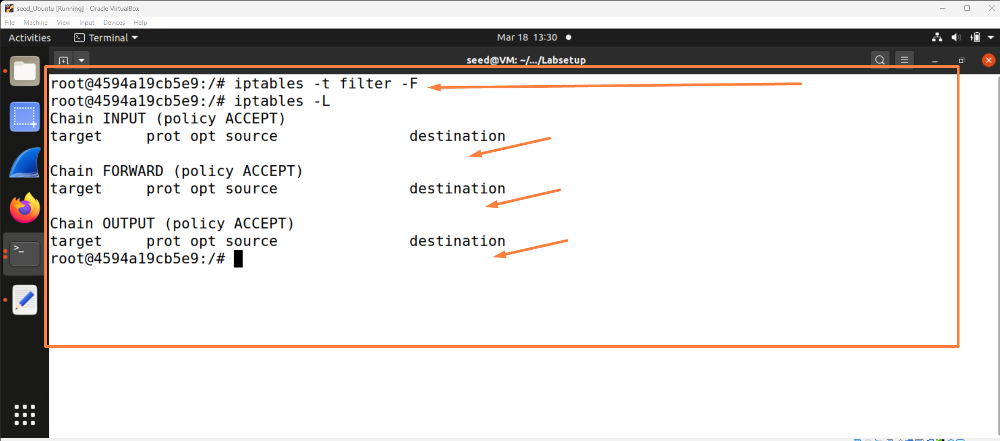 seed_Ubuntu [Running] - Oracle VirtualBox
File Machine View Input Devices Help
Activities Terminal Mar 18 13:30
seed@VM: ~/.../Labsetup
root@4594a19cb5e9:/# iptables -t filter -F
root@4594a19cb5e9:/# iptables -L
Chain INPUT (policy ACCEPT)
target prot opt source destination
Chain FORWARD (policy ACCEPT)
target prot opt source destination
Chain OUTPUT (policy ACCEPT)
target prot opt source destination
root@4594a19cb5e9:/#